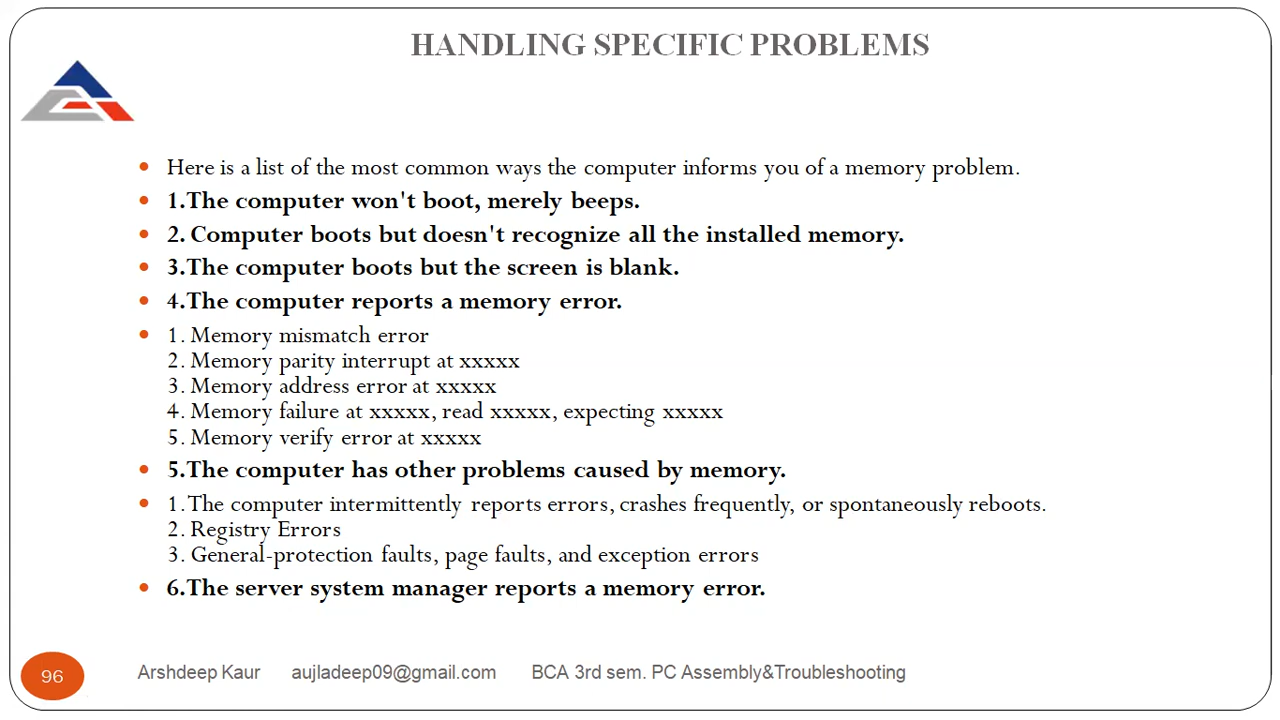 HANDLING SPECIFIC PROBLEMS
• Here is a list of the most common ways the computer informs you of a memory problem.
• 1.The computer won't boot, merely beeps.
• 2. Computer boots but doesn't recognize all the installed memory.
• 3.The computer boots but the screen is blank.
• 4.The computer reports a memory error.
• 1. Memory mismatch error
2. Memory parity interrupt at xxxxx
3. Memory address error at xxxxx
4. Memory failure at xxxxx, read xxxxx, expecting xxxxx
5. Memory verify error at xxxxx
• 5.The computer has other problems caused by memory.
• 1. The computer intermittently reports errors, crashes frequently, or spontaneously reboots.
2. Registry Errors
3. General-protection faults, page faults, and exception errors
• 6.The server system manager reports a memory error.
96 Arshdeep Kaur aujladeep09@gmail.com BCA 3rd sem. PC Assembly&Troubleshooting